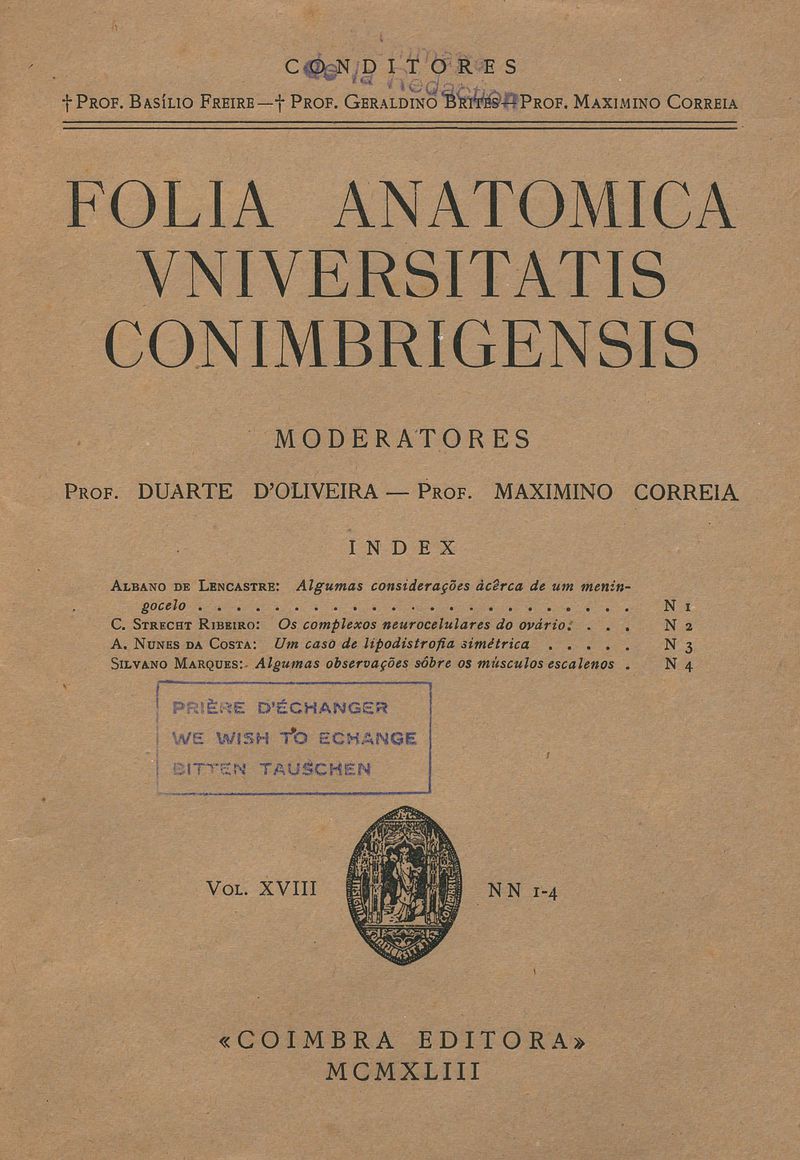 CONDITORES
† PROF. BASÍLIO FREIRE—† PROF. GERALDINO BRITES—PROF. MAXIMINO CORREIA
FOLIA ANATOMICA
VNIVERSITATIS
CONIMBRIGENSIS
MODERATORES
PROF. DUARTE D'OLIVEIRA — PROF. MAXIMINO CORREIA
INDEX
ALBANO DE LENCASTRE: Algumas considerações àcêrca de um menin-
gocelo . . . . . . . . . . . . . . . . . . . . . . . N 1
C. STRECHT RIBEIRO: Os complexos neurocelulares do ovário. . . . N 2
A. NUNES DA COSTA: Um caso de lipodistrofia simétrica . . . . . N 3
SILVANO MARQUES: Algumas observações sôbre os músculos escalenos . N 4
PRIÈRE D'ÉCHANGER
WE WISH TO ECHANGE
BITTEN TAUSCHEN
VOL. XVIII
INSIGNIA
UNIVERSITATIS
CONIMBRIG
NN 1-4
«COIMBRA EDITORA»
MCMXLIII